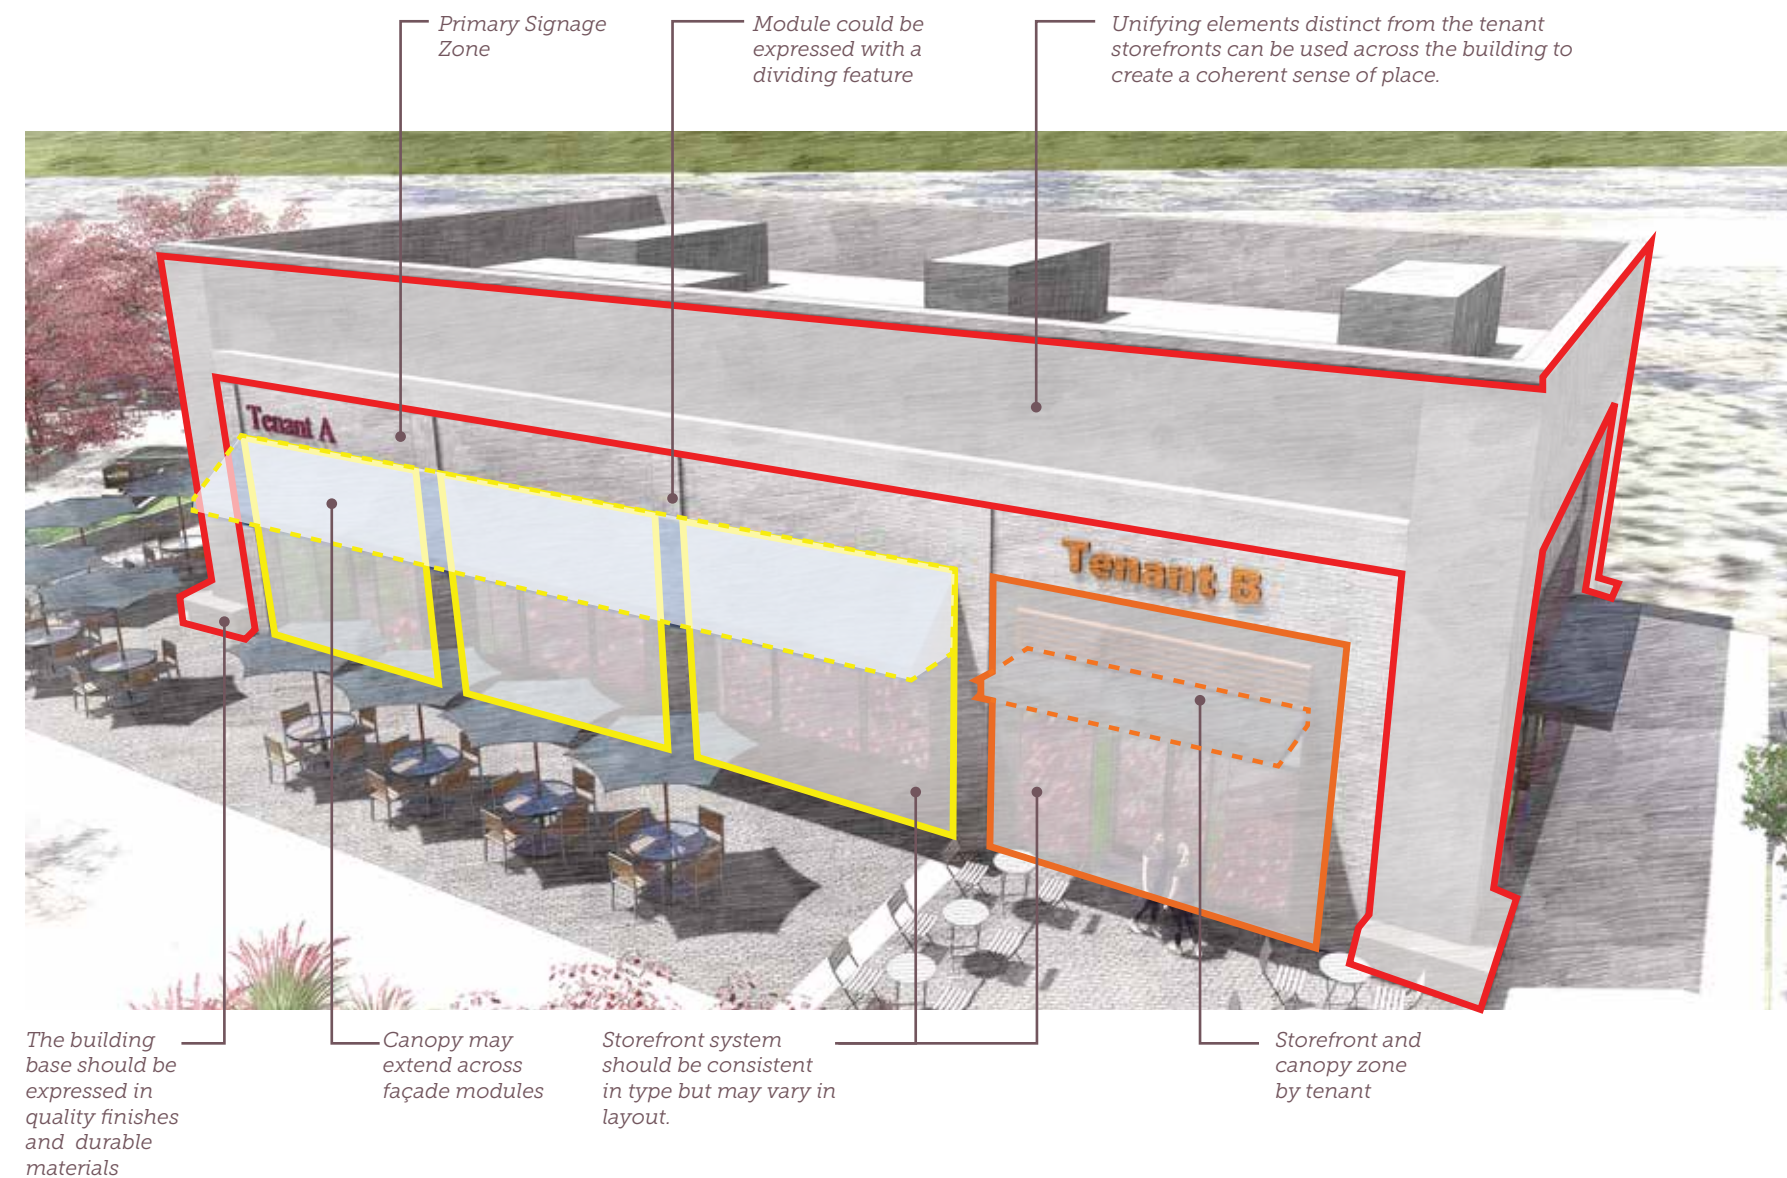 Primary Signage
Zone
Module could be
expressed with a
dividing feature
Unifying elements distinct from the tenant
storefronts can be used across the building to
create a coherent sense of place.
Tenant A
Tenant B
The building
base should be
expressed in
quality finishes
and durable
materials
Canopy may
extend across
façade modules
Storefront system
should be consistent
in type but may vary in
layout.
Storefront and
canopy zone
by tenant